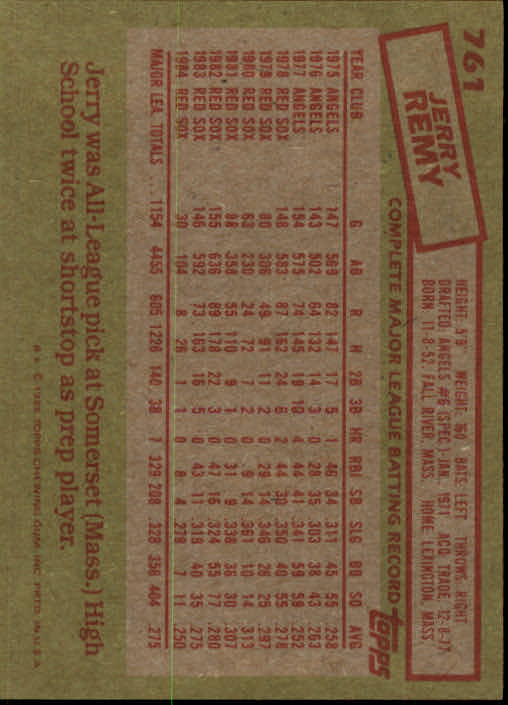 761
JERRY
REMY
HEIGHT: 5'9" WEIGHT: 160 BATS: LEFT THROWS: RIGHT
DRAFTED: ANGELS #6 (SPEC.)-JAN., 1971 ACQ: TRADE, 12-8-77
BORN: 11-8-52, FALL RIVER, MASS. HOME: LEXINGTON, MASS.
COMPLETE MAJOR LEAGUE BATTING RECORD
topps
YEAR CLUB G AB R H 2B 3B HR RBI SB SLG BB SO AVG
1975 ANGELS 147 569 82 147 17 5 1 46 34 .311 45 55 .258
1976 ANGELS 143 502 64 132 14 3 0 28 35 .303 38 43 .263
1977 ANGELS 154 575 74 145 19 10 4 44 41 .341 59 59 .252
1978 RED SOX 148 583 87 162 24 6 2 44 30 .350 40 55 .278
1979 RED SOX 80 306 49 91 11 2 0 29 14 .346 26 25 .297
1980 RED SOX 63 230 24 72 7 2 0 9 14 .361 10 14 .313
1981 RED SOX 88 358 55 110 9 1 0 31 9 .338 36 30 .307
1982 RED SOX 155 636 89 178 22 3 0 47 16 .324 55 77 .280
1983 RED SOX 146 592 73 163 16 5 0 43 11 .319 40 35 .275
1984 RED SOX 30 104 8 26 1 1 0 8 4 .279 7 11 .250
MAJOR LEA. TOTALS ... 1154 4455 605 1226 140 38 7 329 208 .328 356 404 .275
Jerry was All-League pick at Somerset (Mass.) High
School twice at shortstop as prep player.
© 1985 TOPPS CHEWING GUM, INC. PRTD. IN U.S.A.